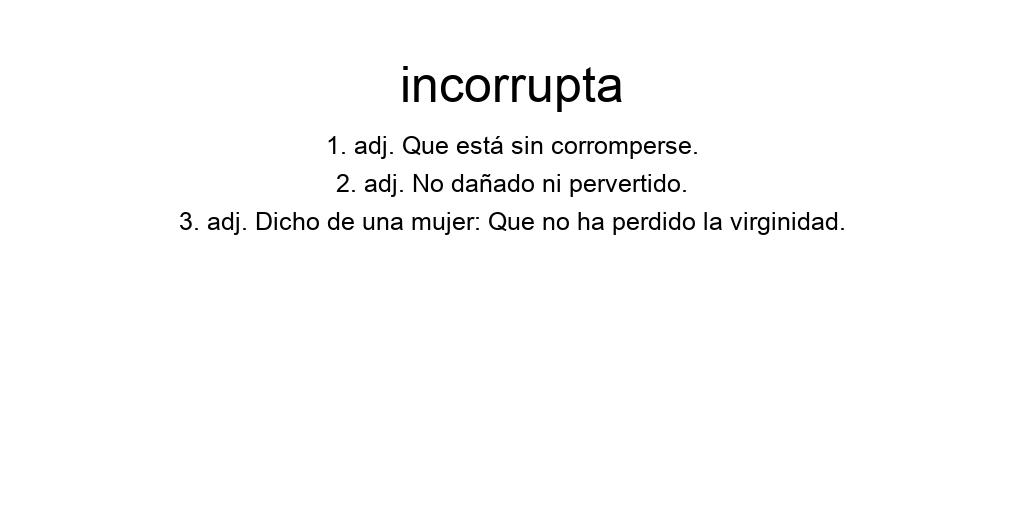 incorrupta
1. adj. Que está sin corromperse.
2. adj. No dañado ni pervertido.
3. adj. Dicho de una mujer: Que no ha perdido la virginidad.